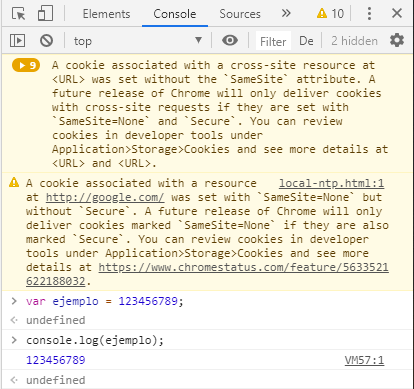 Elements Console Sources » 10
top Filter De 2 hidden
9 A cookie associated with a cross-site resource at
<URL> was set without the `SameSite` attribute. A
future release of Chrome will only deliver cookies
with cross-site requests if they are set with
`SameSite=None` and `Secure`. You can review
cookies in developer tools under
Application>Storage>Cookies and see more details at
<URL> and <URL>.
A cookie associated with a resource local-ntp.html:1
at http://google.com/ was set with `SameSite=None` but
without `Secure`. A future release of Chrome will only
deliver cookies marked `SameSite=None` if they are also
marked `Secure`. You can review cookies in developer
tools under Application>Storage>Cookies and see more
details at https://www.chromestatus.com/feature/5633521
622188032.
> var ejemplo = 123456789;
undefined
> console.log(ejemplo);
123456789 VM57:1
undefined